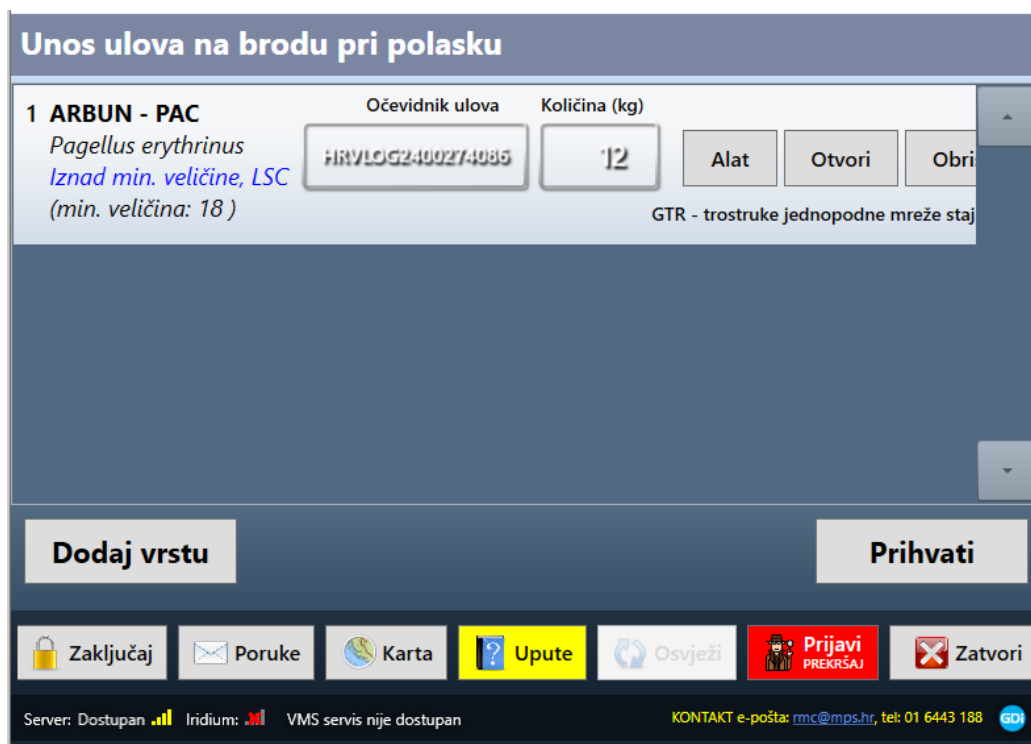 Unos ulova na brodu pri polasku
1 ARBUN - PAC
Pagellus erythrinus
Iznad min. veličine, LSC
(min. veličina: 18 )
Očevidnik ulova
HRVLOG2400274086
Količina (kg)
12
Alat
Otvori
Obri
GTR - trostruke jednopodne mreže staj
Dodaj vrstu
Prihvati
Zaključaj
Poruke
Karta
Upute
Osvježi
Prijavi
PREKRŠAJ
Zatvori
Server: Dostupan Iridium: VMS servis nije dostupan
KONTAKT e-pošta: rmc@mps.hr, tel: 01 6443 188
GDi